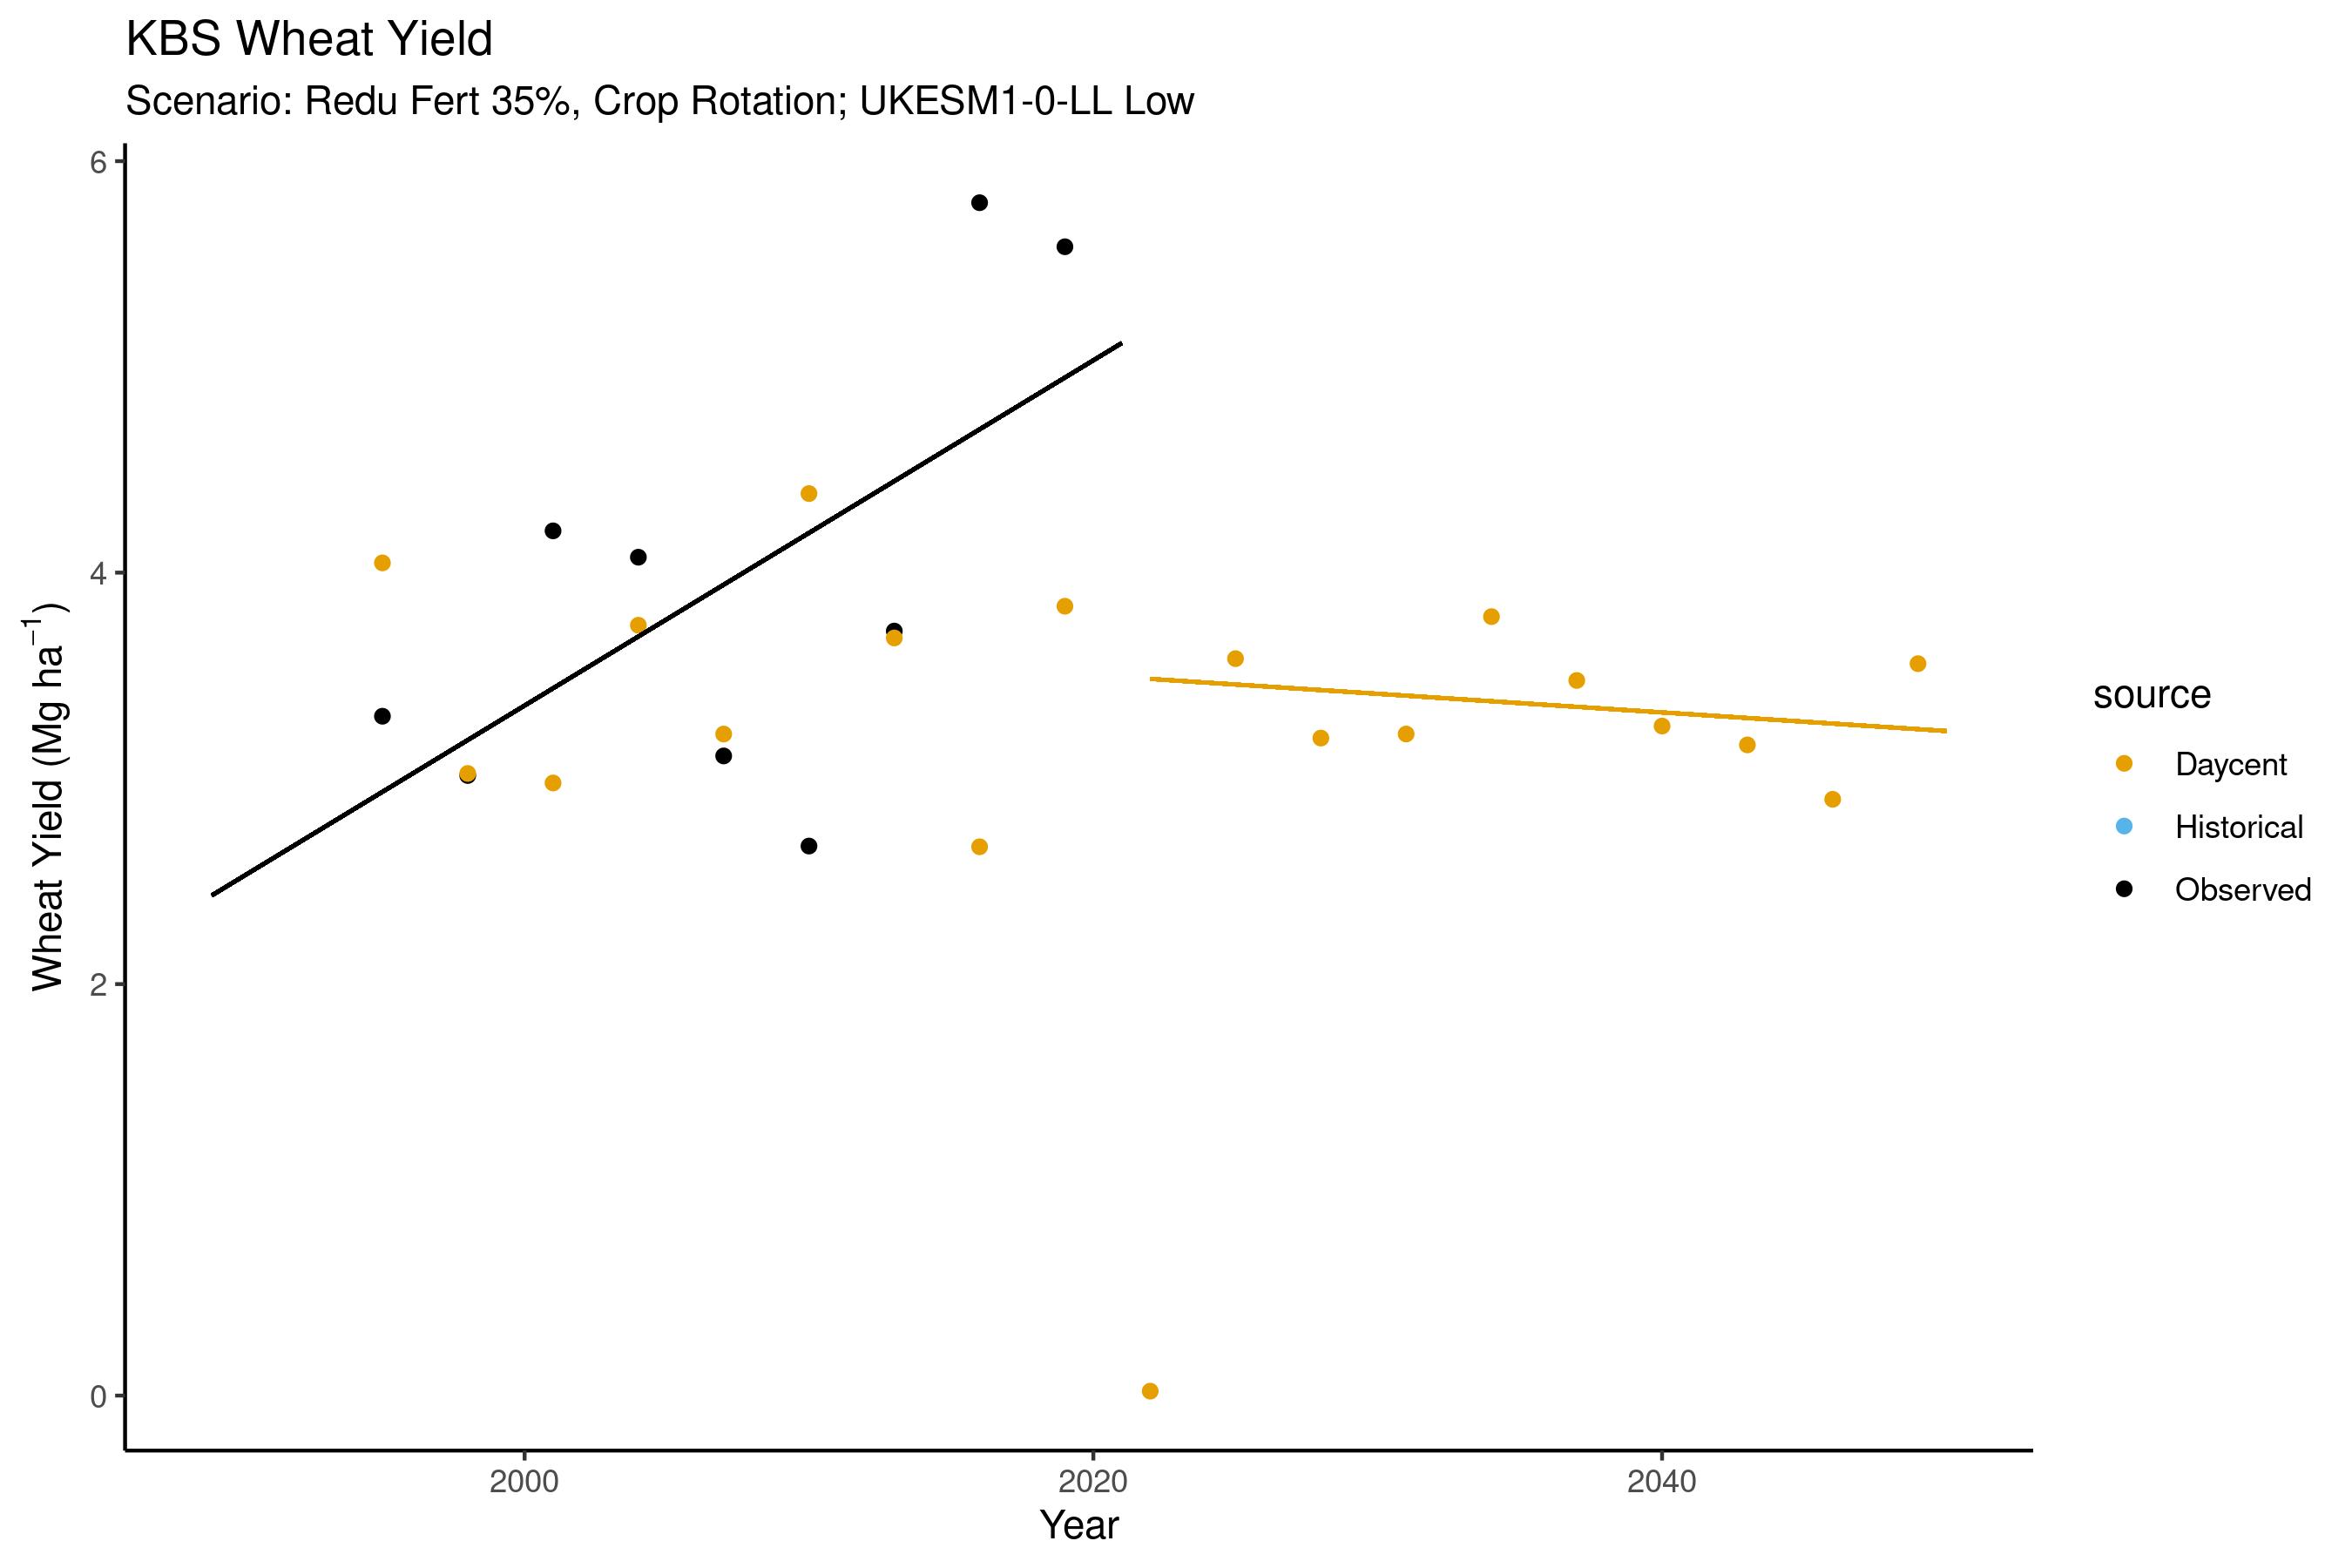 KBS Wheat Yield
Scenario: Redu Fert 35%, Crop Rotation; UKESM1-0-LL Low
Wheat Yield (Mg ha⁻¹)
6
4
2
0
2000
2020
2040
Year
source
Daycent
Historical
Observed